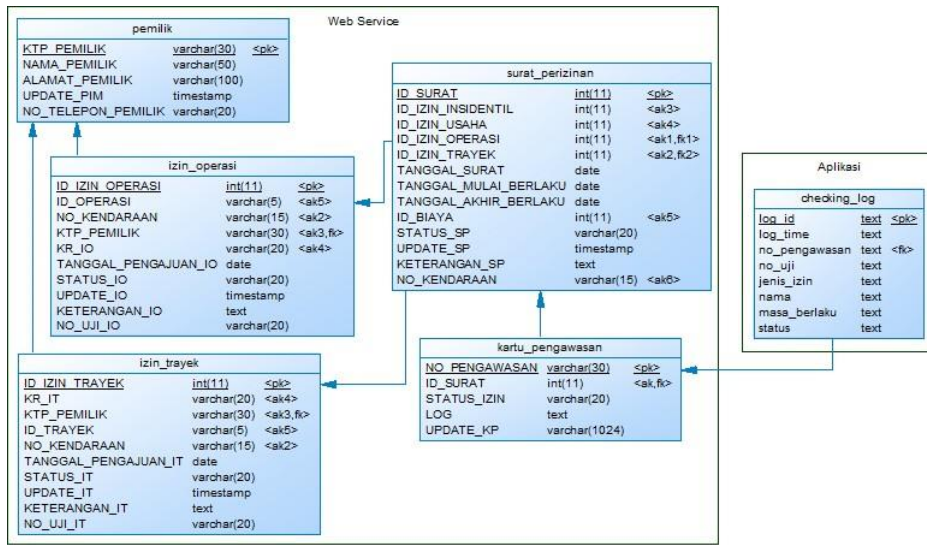 Web Service
pemilik
KTP_PEMILIK varchar(30) <pk>
NAMA_PEMILIK varchar(50)
ALAMAT_PEMILIK varchar(100)
UPDATE_PIM timestamp
NO_TELEPON_PEMILIK varchar(20)
izin_operasi
ID_IZIN_OPERASI int(11) <pk>
ID_OPERASI varchar(5) <ak5>
NO_KENDARAAN varchar(15) <ak2>
KTP_PEMILIK varchar(30) <ak3,fk>
KR_IO varchar(20) <ak4>
TANGGAL_PENGAJUAN_IO date
STATUS_IO varchar(20)
UPDATE_IO timestamp
KETERANGAN_IO text
NO_UJI_IO varchar(20)
izin_trayek
ID_IZIN_TRAYEK int(11) <pk>
KR_IT varchar(20) <ak4>
KTP_PEMILIK varchar(30) <ak3,fk>
ID_TRAYEK varchar(5) <ak5>
NO_KENDARAAN varchar(15) <ak2>
TANGGAL_PENGAJUAN_IT date
STATUS_IT varchar(20)
UPDATE_IT timestamp
KETERANGAN_IT text
NO_UJI_IT varchar(20)
surat_perizinan
ID_SURAT int(11) <pk>
ID_IZIN_INSIDENTIL int(11) <ak3>
ID_IZIN_USAHA int(11) <ak4>
ID_IZIN_OPERASI int(11) <ak1,fk1>
ID_IZIN_TRAYEK int(11) <ak2,fk2>
TANGGAL_SURAT date
TANGGAL_MULAI_BERLAKU date
TANGGAL_AKHIR_BERLAKU date
ID_BIAYA int(11) <ak5>
STATUS_SP varchar(20)
UPDATE_SP timestamp
KETERANGAN_SP text
NO_KENDARAAN varchar(15) <ak6>
kartu_pengawasan
NO_PENGAWASAN varchar(30) <pk>
ID_SURAT int(11) <ak,fk>
STATUS_IZIN varchar(20)
LOG text
UPDATE_KP varchar(1024)
Aplikasi
checking_log
log_id text <pk>
log_time text
no_pengawasan text <fk>
no_uji text
jenis_izin text
nama text
masa_berlaku text
status text